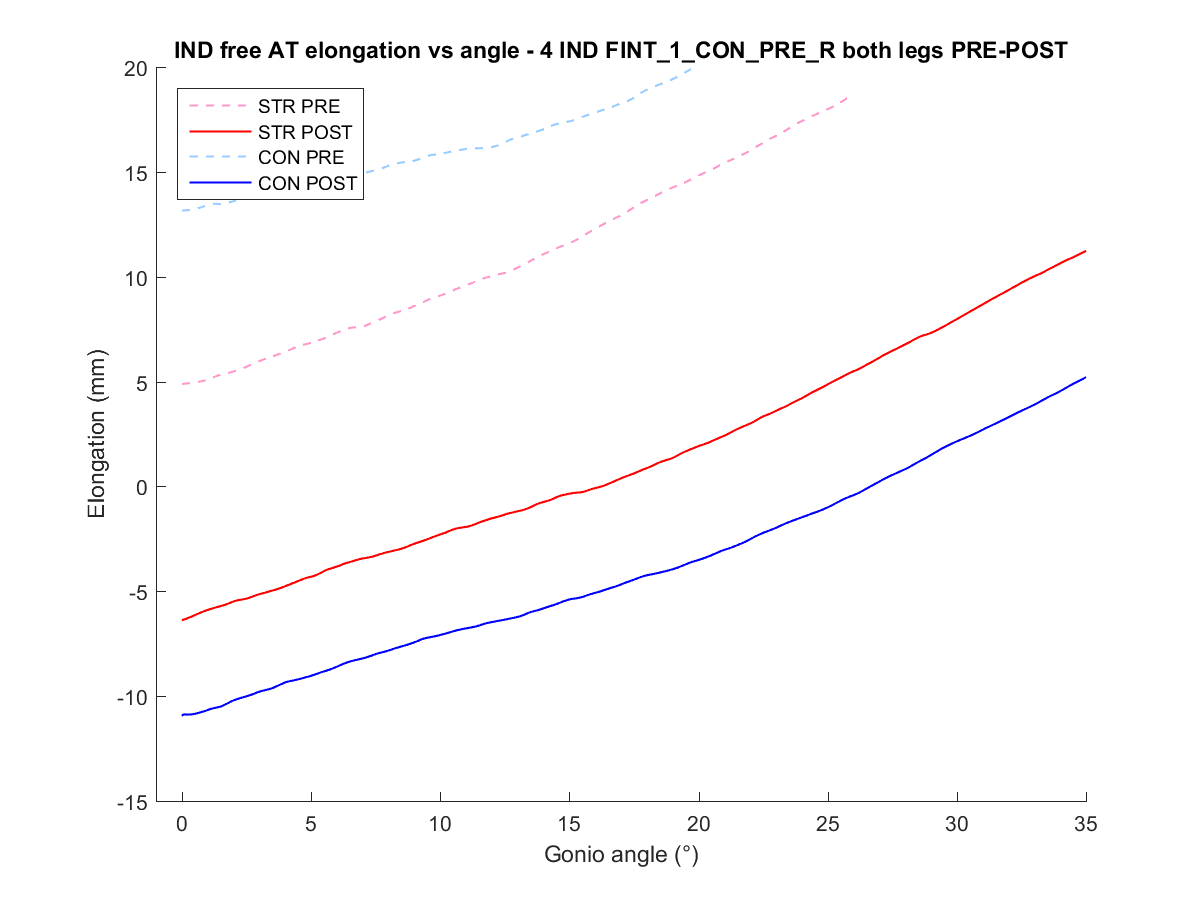 IND free AT elongation vs angle - 4 IND FINT_1_CON_PRE_R both legs PRE-POST
20
15
10
5
0
-5
-10
-15
Elongation (mm)
STR PRE
STR POST
CON PRE
CON POST
0 5 10 15 20 25 30 35
Gonio angle (°)